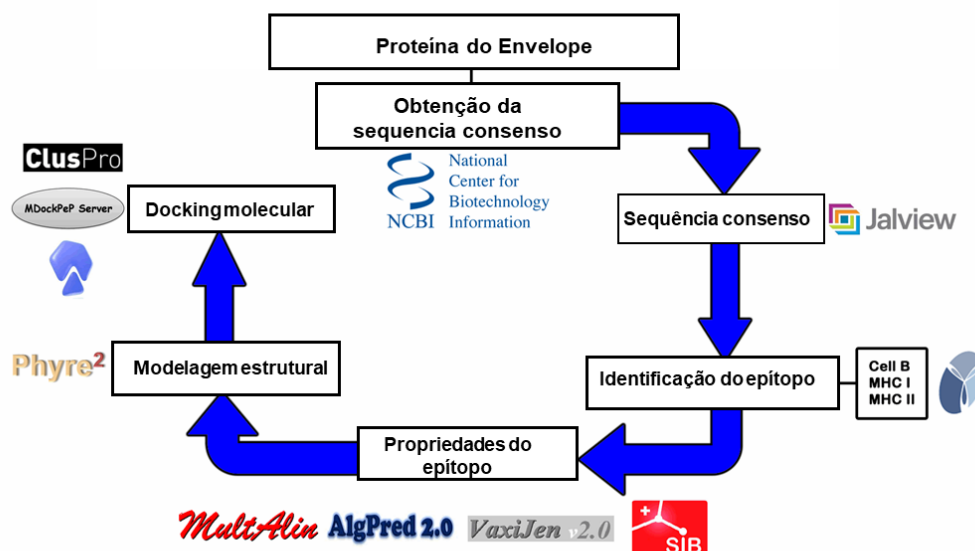 Proteína do Envelope
Obtenção da
sequencia consenso
National
Center for
Biotechnology
Information
NCBI
Sequência consenso
Jalview
Identificação do epítopo
Cell B
MHC I
MHC II
Propriedades do
epítopo
MultAlin
AlgPred 2.0
VaxiJen v2.0
SIB
Modelagem estrutural
Phyre²
Docking molecular
ClusPro
MDockPeP Server